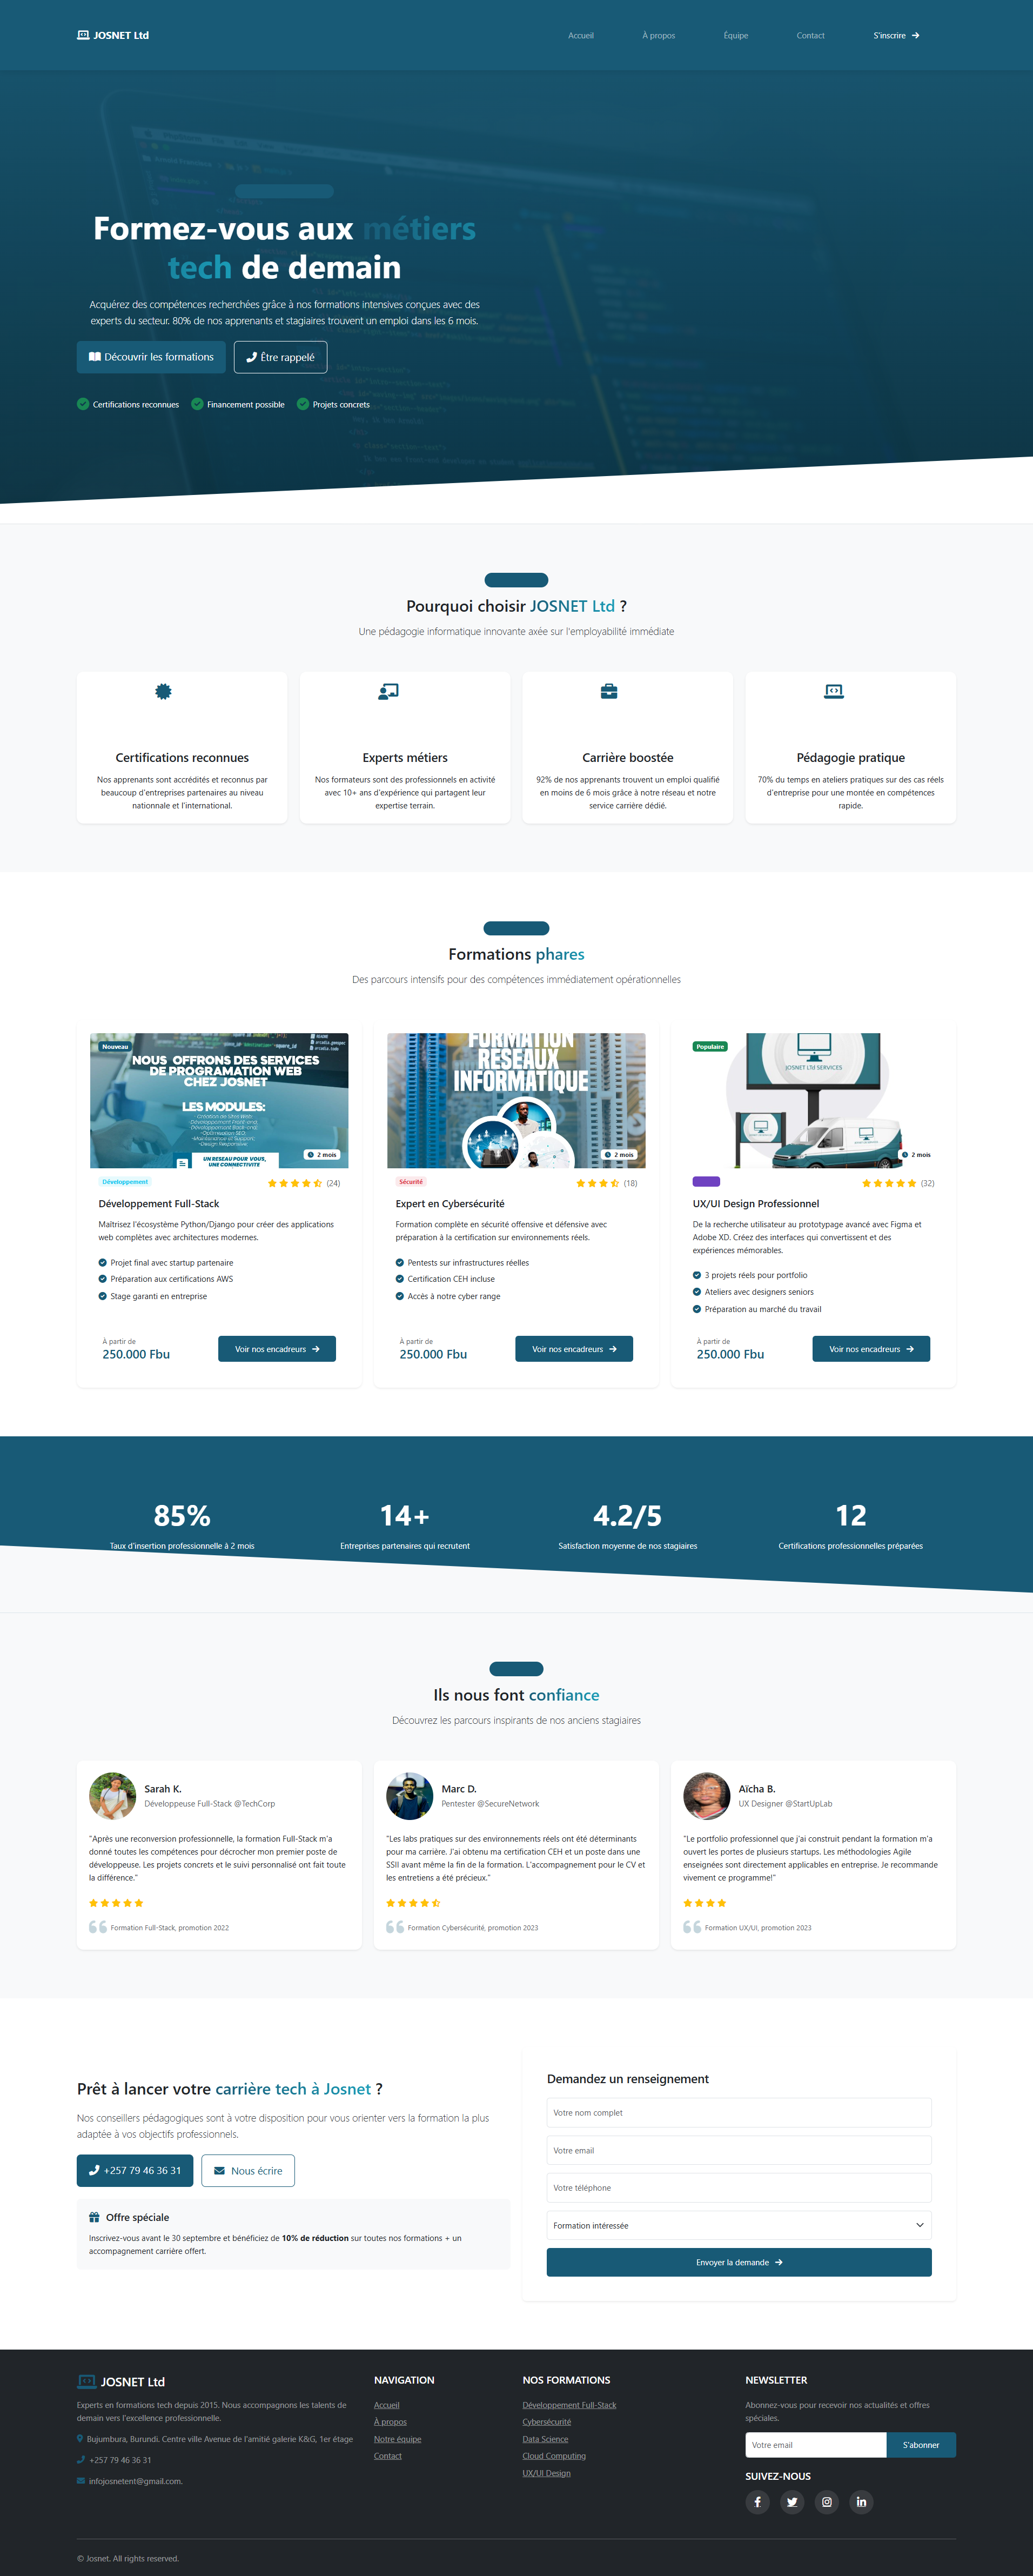 JOSNET Ltd
Accueil
À propos
Équipe
Contact
S'inscrire
Formez-vous aux métiers
tech de demain
Acquérez des compétences recherchées grâce à nos formations intensives conçues avec des
experts du secteur. 80% de nos apprenants et stagiaires trouvent un emploi dans les 6 mois.
Découvrir les formations
Être rappelé
Certifications reconnues
Financement possible
Projets concrets
Pourquoi choisir JOSNET Ltd ?
Une pédagogie informatique innovante axée sur l'employabilité immédiate
Certifications reconnues
Nos apprenants sont accrédités et reconnus par
beaucoup d'entreprises partenaires au niveau
nationnale et l'international.
Experts métiers
Nos formateurs sont des professionnels en activité
avec 10+ ans d'expérience qui partagent leur
expertise terrain.
Carrière boostée
92% de nos apprenants trouvent un emploi qualifié
en moins de 6 mois grâce à notre réseau et notre
service carrière dédié.
Pédagogie pratique
70% du temps en ateliers pratiques sur des cas réels
d'entreprise pour une montée en compétences
rapide.
Formations phares
Des parcours intensifs pour des compétences immédiatement opérationnelles
Nouveau
NOUS OFFRONS DES SERVICES
DE PROGRAMATION WEB
CHEZ JOSNET
LES MODULES:
UN RESEAU POUR VOUS,
UNE CONNECTIVITE
2 mois
Développement
(24)
Développement Full-Stack
Maîtrisez l'écosystème Python/Django pour créer des applications
web complètes avec architectures modernes.
Projet final avec startup partenaire
Préparation aux certifications AWS
Stage garanti en entreprise
À partir de
250.000 Fbu
Voir nos encadreurs
FORMATION
RESEAUX
INFORMATIQUE
2 mois
Sécurité
(18)
Expert en Cybersécurité
Formation complète en sécurité offensive et défensive avec
préparation à la certification sur environnements réels.
Pentests sur infrastructures réelles
Certification CEH incluse
Accès à notre cyber range
À partir de
250.000 Fbu
Voir nos encadreurs
Populaire
JOSNET Ltd SERVICES
2 mois
(32)
UX/UI Design Professionnel
De la recherche utilisateur au prototypage avancé avec Figma et
Adobe XD. Créez des interfaces qui convertissent et des
expériences mémorables.
3 projets réels pour portfolio
Ateliers avec designers seniors
Préparation au marché du travail
À partir de
250.000 Fbu
Voir nos encadreurs
85%
Taux d'insertion professionnelle à 2 mois
14+
Entreprises partenaires qui recrutent
4.2/5
Satisfaction moyenne de nos stagiaires
12
Certifications professionnelles préparées
Ils nous font confiance
Découvrez les parcours inspirants de nos anciens stagiaires
Sarah K.
Développeuse Full-Stack @TechCorp
"Après une reconversion professionnelle, la formation Full-Stack m'a
donné toutes les compétences pour décrocher mon premier poste de
développeuse. Les projets concrets et le suivi personnalisé ont fait toute
la différence."
Formation Full-Stack, promotion 2022
Marc D.
Pentester @SecureNetwork
"Les labs pratiques sur des environnements réels ont été déterminants
pour ma carrière. J'ai obtenu ma certification CEH et un poste dans une
SSII avant même la fin de la formation. L'accompagnement pour le CV et
les entretiens a été précieux."
Formation Cybersécurité, promotion 2023
Aïcha B.
UX Designer @StartUpLab
"Le portfolio professionnel que j'ai construit pendant la formation m'a
ouvert les portes de plusieurs startups. Les méthodologies Agile
enseignées sont directement applicables en entreprise. Je recommande
vivement ce programme!"
Formation UX/UI, promotion 2023
Prêt à lancer votre carrière tech à Josnet ?
Nos conseillers pédagogiques sont à votre disposition pour vous orienter vers la formation la plus
adaptée à vos objectifs professionnels.
+257 79 46 36 31
Nous écrire
Offre spéciale
Inscrivez-vous avant le 30 septembre et bénéficiez de 10% de réduction sur toutes nos formations + un
accompagnement carrière offert.
Demandez un renseignement
Votre nom complet
Votre email
Votre téléphone
Formation intéressée
Envoyer la demande
JOSNET Ltd
Experts en formations tech depuis 2015. Nous accompagnons les talents de
demain vers l'excellence professionnelle.
Bujumbura, Burundi. Centre ville Avenue de l'amitié galerie K&G, 1er étage
+257 79 46 36 31
infojosnetent@gmail.com.
NAVIGATION
Accueil
À propos
Notre équipe
Contact
NOS FORMATIONS
Développement Full-Stack
Cybersécurité
Data Science
Cloud Computing
UX/UI Design
NEWSLETTER
Abonnez-vous pour recevoir nos actualités et offres
spéciales.
Votre email
S'abonner
SUIVEZ-NOUS
© Josnet. All rights reserved.